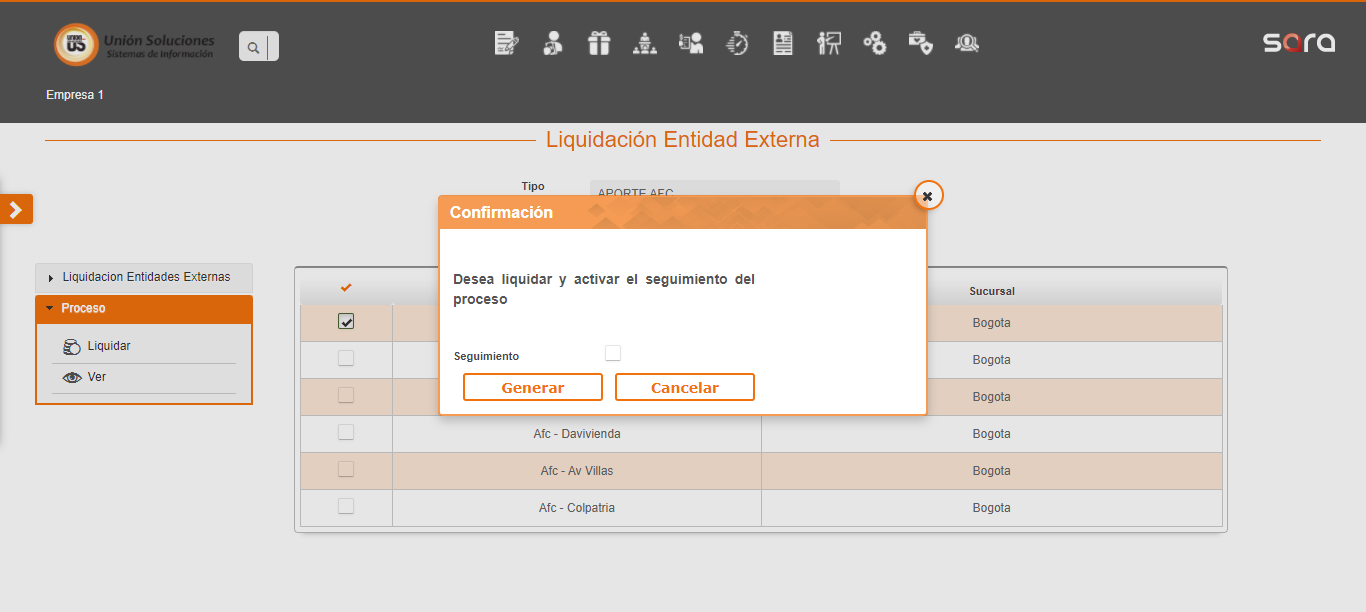 UNION
Unión Soluciones
Sistemas de Información
sara
Empresa 1
Liquidación Entidad Externa
Tipo
APORTE AFC
Confirmación
Desea liquidar y activar el seguimiento del
proceso
Seguimiento
Generar
Cancelar
Liquidacion Entidades Externas
Proceso
Liquidar
Ver
Sucursal
Bogota
Bogota
Bogota
Afc - Davivienda
Bogota
Afc - Av Villas
Bogota
Afc - Colpatria
Bogota